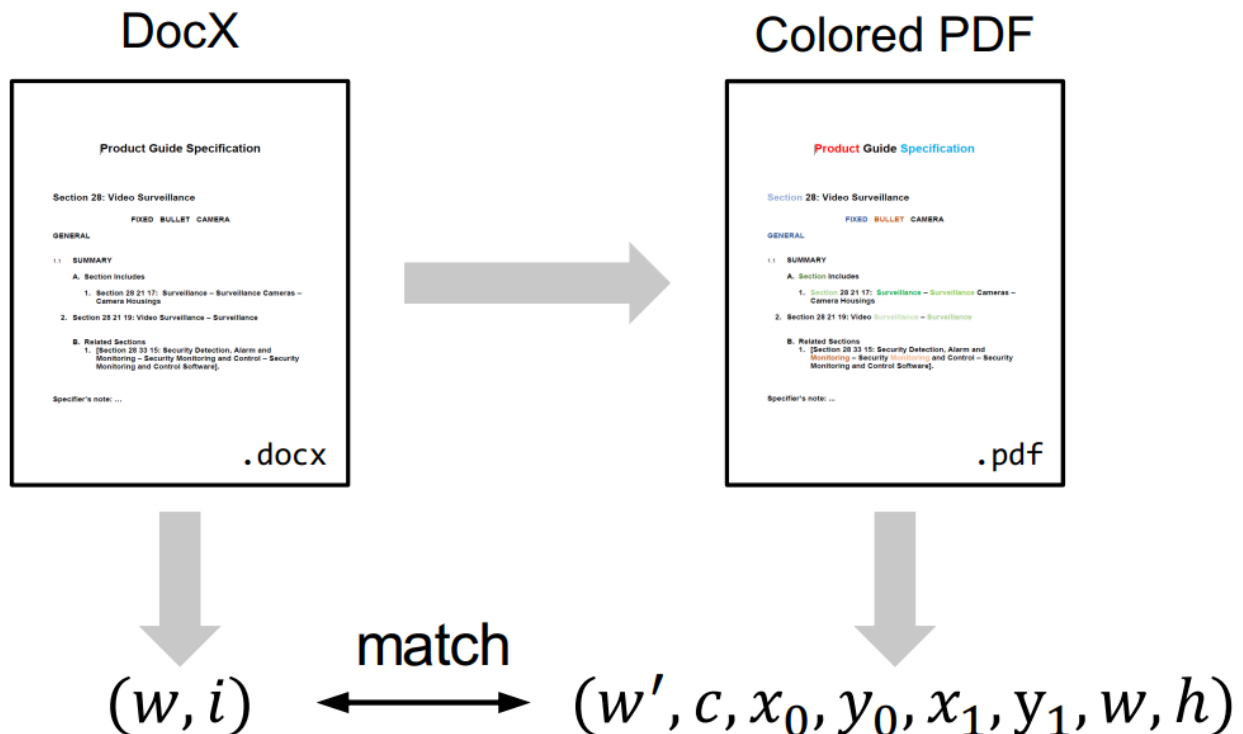 DocX
Colored PDF
Product Guide Specification
Section 28: Video Surveillance
FIXED BULLET CAMERA
GENERAL
1.1 SUMMARY
A. Section Includes
1. Section 28 21 17: Surveillance – Surveillance Cameras –
Camera Housings
2. Section 28 21 19: Video Surveillance – Surveillance
B. Related Sections
1. [Section 28 33 15: Security Detection, Alarm and
Monitoring – Security Monitoring and Control – Security
Monitoring and Control Software].
Specifier's note: ...
.docx
Product Guide Specification
Section 28: Video Surveillance
FIXED BULLET CAMERA
GENERAL
1.1 SUMMARY
A. Section Includes
1. Section 28 21 17: Surveillance – Surveillance Cameras –
Camera Housings
2. Section 28 21 19: Video Surveillance – Surveillance
B. Related Sections
1. [Section 28 33 15: Security Detection, Alarm and
Monitoring – Security Monitoring and Control – Security
Monitoring and Control Software].
Specifier's note: ...
.pdf
match
(w, i)
(w′, c, x₀, y₀, x₁, y₁, w, h)